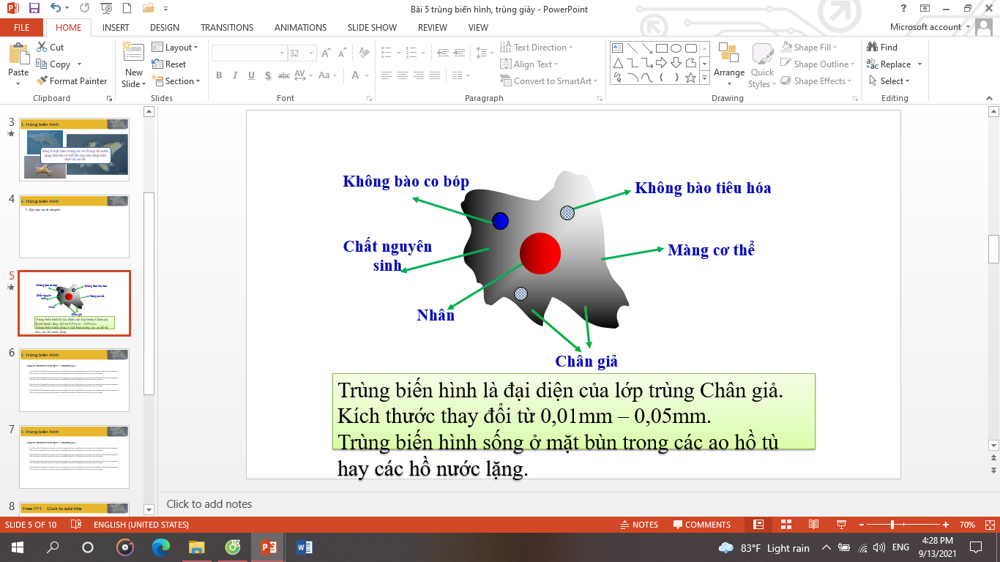 Bài 5 trùng biến hình, trùng giày - PowerPoint
FILE HOME INSERT DESIGN TRANSITIONS ANIMATIONS SLIDE SHOW REVIEW VIEW Microsoft account
Paste
Cut
Copy
Format Painter
Clipboard
New Slide
Layout
Reset
Section
Slides
32
B I U S abc AV Aa A
Font
Text Direction
Align Text
Convert to SmartArt
Paragraph
Arrange
Quick Styles
Shape Fill
Shape Outline
Shape Effects
Drawing
Find
Replace
Select
Editing
3
I. Trùng biến hình
4
I. Trùng biến hình
1. Cấu tạo và di chuyển
5
6
I. Trùng biến hình
7
I. Trùng biến hình
8
Free PPT Click to add title
Không bào co bóp
Không bào tiêu hóa
Chất nguyên
sinh
Màng cơ thể
Nhân
Chân giả
Trùng biến hình là đại diện của lớp trùng Chân giả.
Kích thước thay đổi từ 0,01mm – 0,05mm.
Trùng biến hình sống ở mặt bùn trong các ao hồ tù
hay các hồ nước lặng.
Click to add notes
SLIDE 5 OF 10 ENGLISH (UNITED STATES) NOTES COMMENTS 70%
83°F Light rain ENG
4:28 PM
9/13/2021